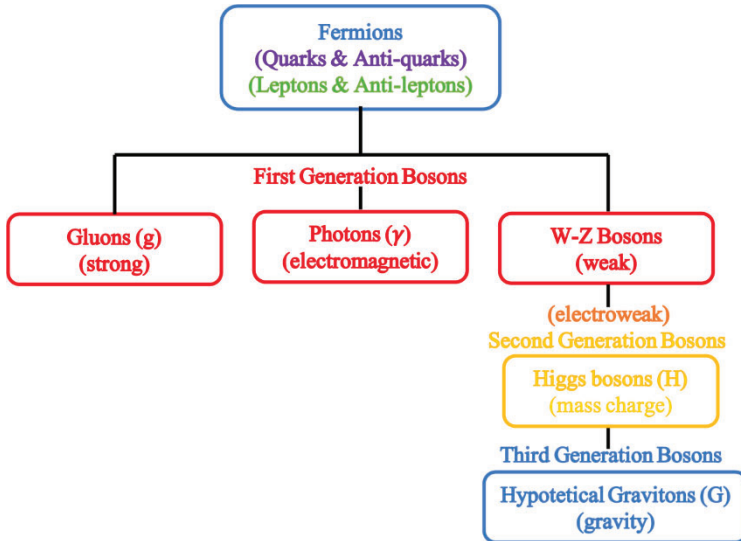 Fermions
(Quarks & Anti-quarks)
(Leptons & Anti-leptons)
First Generation Bosons
Gluons (g)
(strong)
Photons (γ)
(electromagnetic)
W-Z Bosons
(weak)
(electroweak)
Second Generation Bosons
Higgs bosons (H)
(mass charge)
Third Generation Bosons
Hypotetical Gravitons (G)
(gravity)